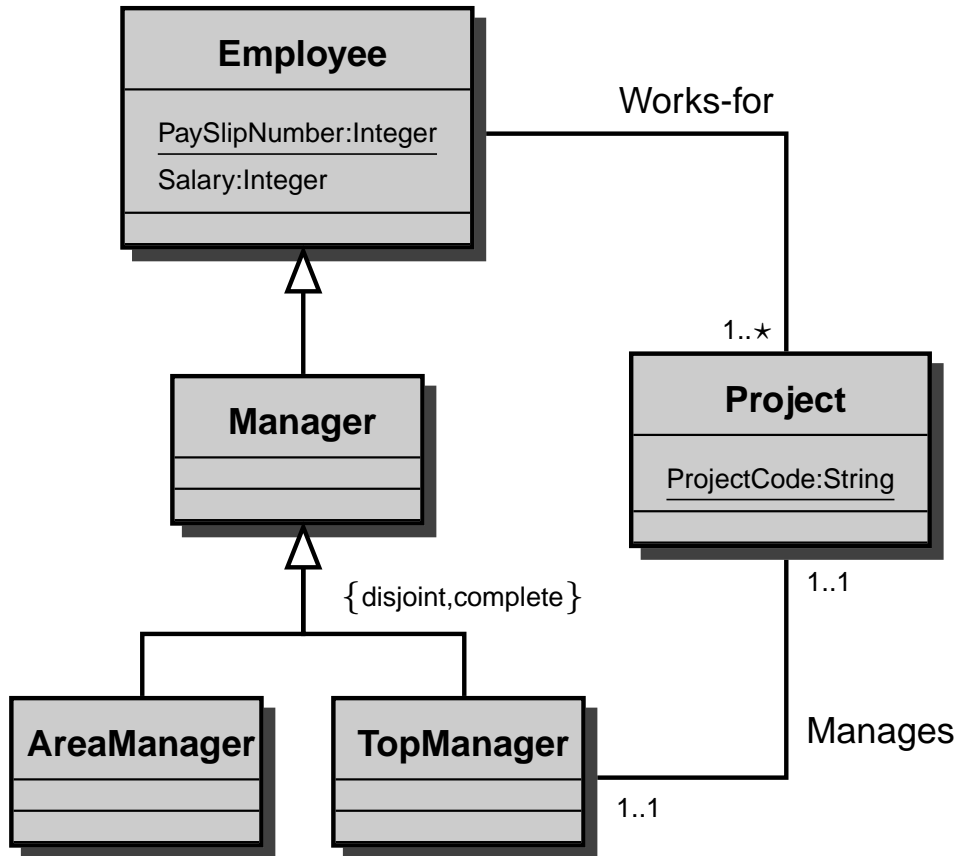 Employee
PaySlipNumber:Integer
Salary:Integer
Works-for
1..⋆
Manager
Project
ProjectCode:String
{disjoint,complete}
1..1
AreaManager
TopManager
Manages
1..1